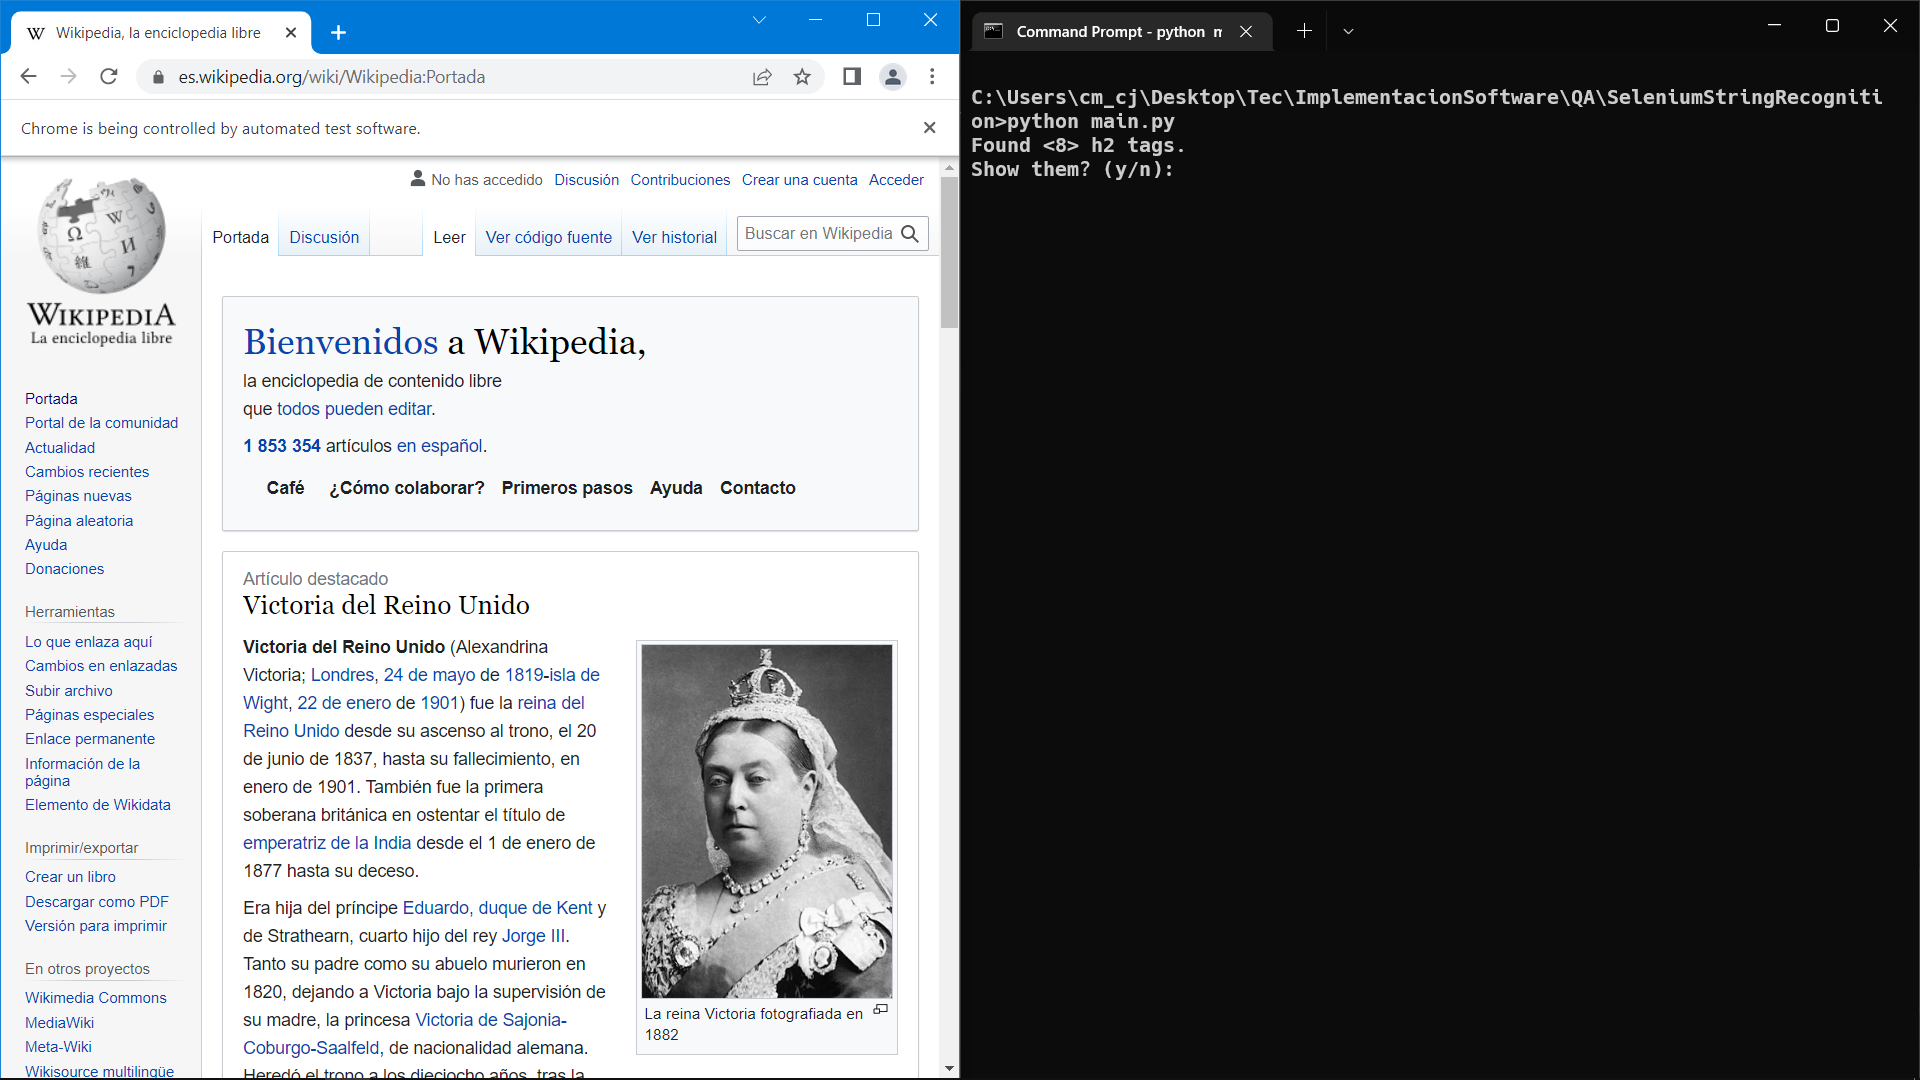 Wikipedia, la enciclopedia libre
es.wikipedia.org/wiki/Wikipedia:Portada
Chrome is being controlled by automated test software.
WIKIPEDIA
La enciclopedia libre
Portada
Portal de la comunidad
Actualidad
Cambios recientes
Páginas nuevas
Página aleatoria
Ayuda
Donaciones
Herramientas
Lo que enlaza aquí
Cambios en enlazadas
Subir archivo
Páginas especiales
Enlace permanente
Información de la
página
Elemento de Wikidata
Imprimir/exportar
Crear un libro
Descargar como PDF
Versión para imprimir
En otros proyectos
Wikimedia Commons
MediaWiki
Meta-Wiki
Wikisource multilingüe
No has accedido Discusión Contribuciones Crear una cuenta Acceder
Portada Discusión Leer Ver código fuente Ver historial Buscar en Wikipedia
Bienvenidos a Wikipedia,
la enciclopedia de contenido libre
que todos pueden editar.
1 853 354 artículos en español.
Café ¿Cómo colaborar? Primeros pasos Ayuda Contacto
Artículo destacado
Victoria del Reino Unido
Victoria del Reino Unido (Alexandrina
Victoria; Londres, 24 de mayo de 1819-isla de
Wight, 22 de enero de 1901) fue la reina del
Reino Unido desde su ascenso al trono, el 20
de junio de 1837, hasta su fallecimiento, en
enero de 1901. También fue la primera
soberana británica en ostentar el título de
emperatriz de la India desde el 1 de enero de
1877 hasta su deceso.
Era hija del príncipe Eduardo, duque de Kent y
de Strathearn, cuarto hijo del rey Jorge III.
Tanto su padre como su abuelo murieron en
1820, dejando a Victoria bajo la supervisión de
su madre, la princesa Victoria de Sajonia-
Coburgo-Saalfeld, de nacionalidad alemana.
Heredó el trono a los dieciocho años, tras la
La reina Victoria fotografiada en
1882
Command Prompt - python m
C:\Users\cm_cj\Desktop\Tec\ImplementacionSoftware\QA\SeleniumStringRecogniti
on>python main.py
Found <8> h2 tags.
Show them? (y/n):